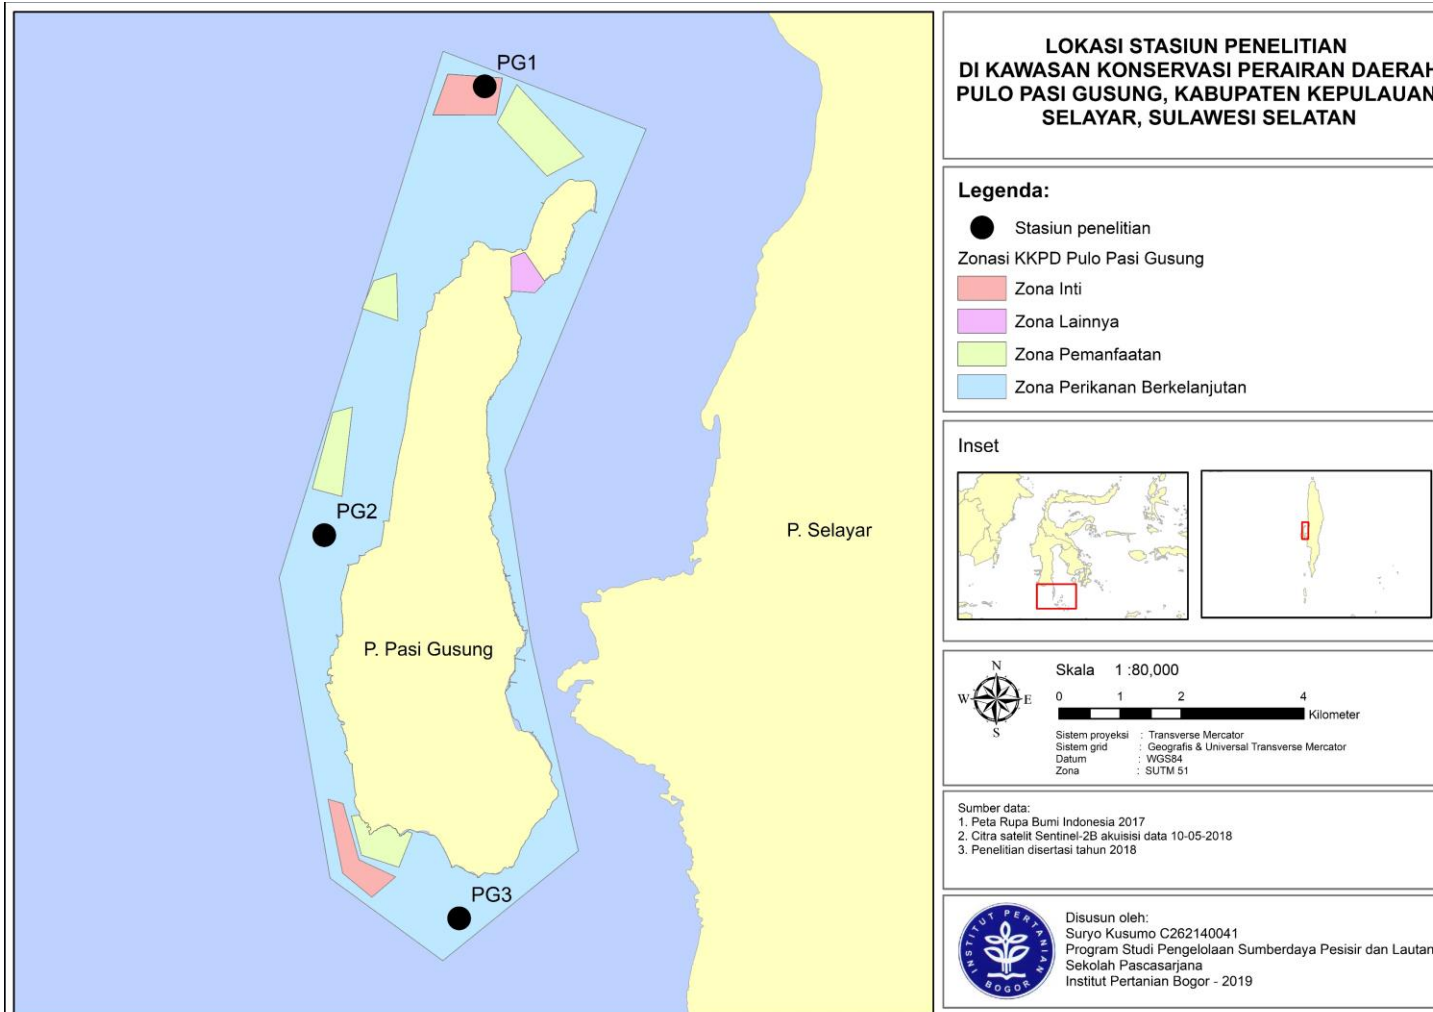 PG1
PG2
P. Selayar
P. Pasi Gusung
PG3
LOKASI STASIUN PENELITIAN
DI KAWASAN KONSERVASI PERAIRAN DAERAH
PULO PASI GUSUNG, KABUPATEN KEPULAUAN
SELAYAR, SULAWESI SELATAN
Legenda:
Stasiun penelitian
Zonasi KKPD Pulo Pasi Gusung
Zona Inti
Zona Lainnya
Zona Pemanfaatan
Zona Perikanan Berkelanjutan
Inset
N
W E
S
Skala 1 :80,000
0 1 2 4
Kilometer
Sistem proyeksi : Transverse Mercator
Sistem grid : Geografis & Universal Transverse Mercator
Datum : WGS84
Zona : SUTM 51
Sumber data:
1. Peta Rupa Bumi Indonesia 2017
2. Citra satelit Sentinel-2B akuisisi data 10-05-2018
3. Penelitian disertasi tahun 2018
INSTITUT PERTANIAN
BOGOR
Disusun oleh:
Suryo Kusumo C262140041
Program Studi Pengelolaan Sumberdaya Pesisir dan Lautan
Sekolah Pascasarjana
Institut Pertanian Bogor - 2019